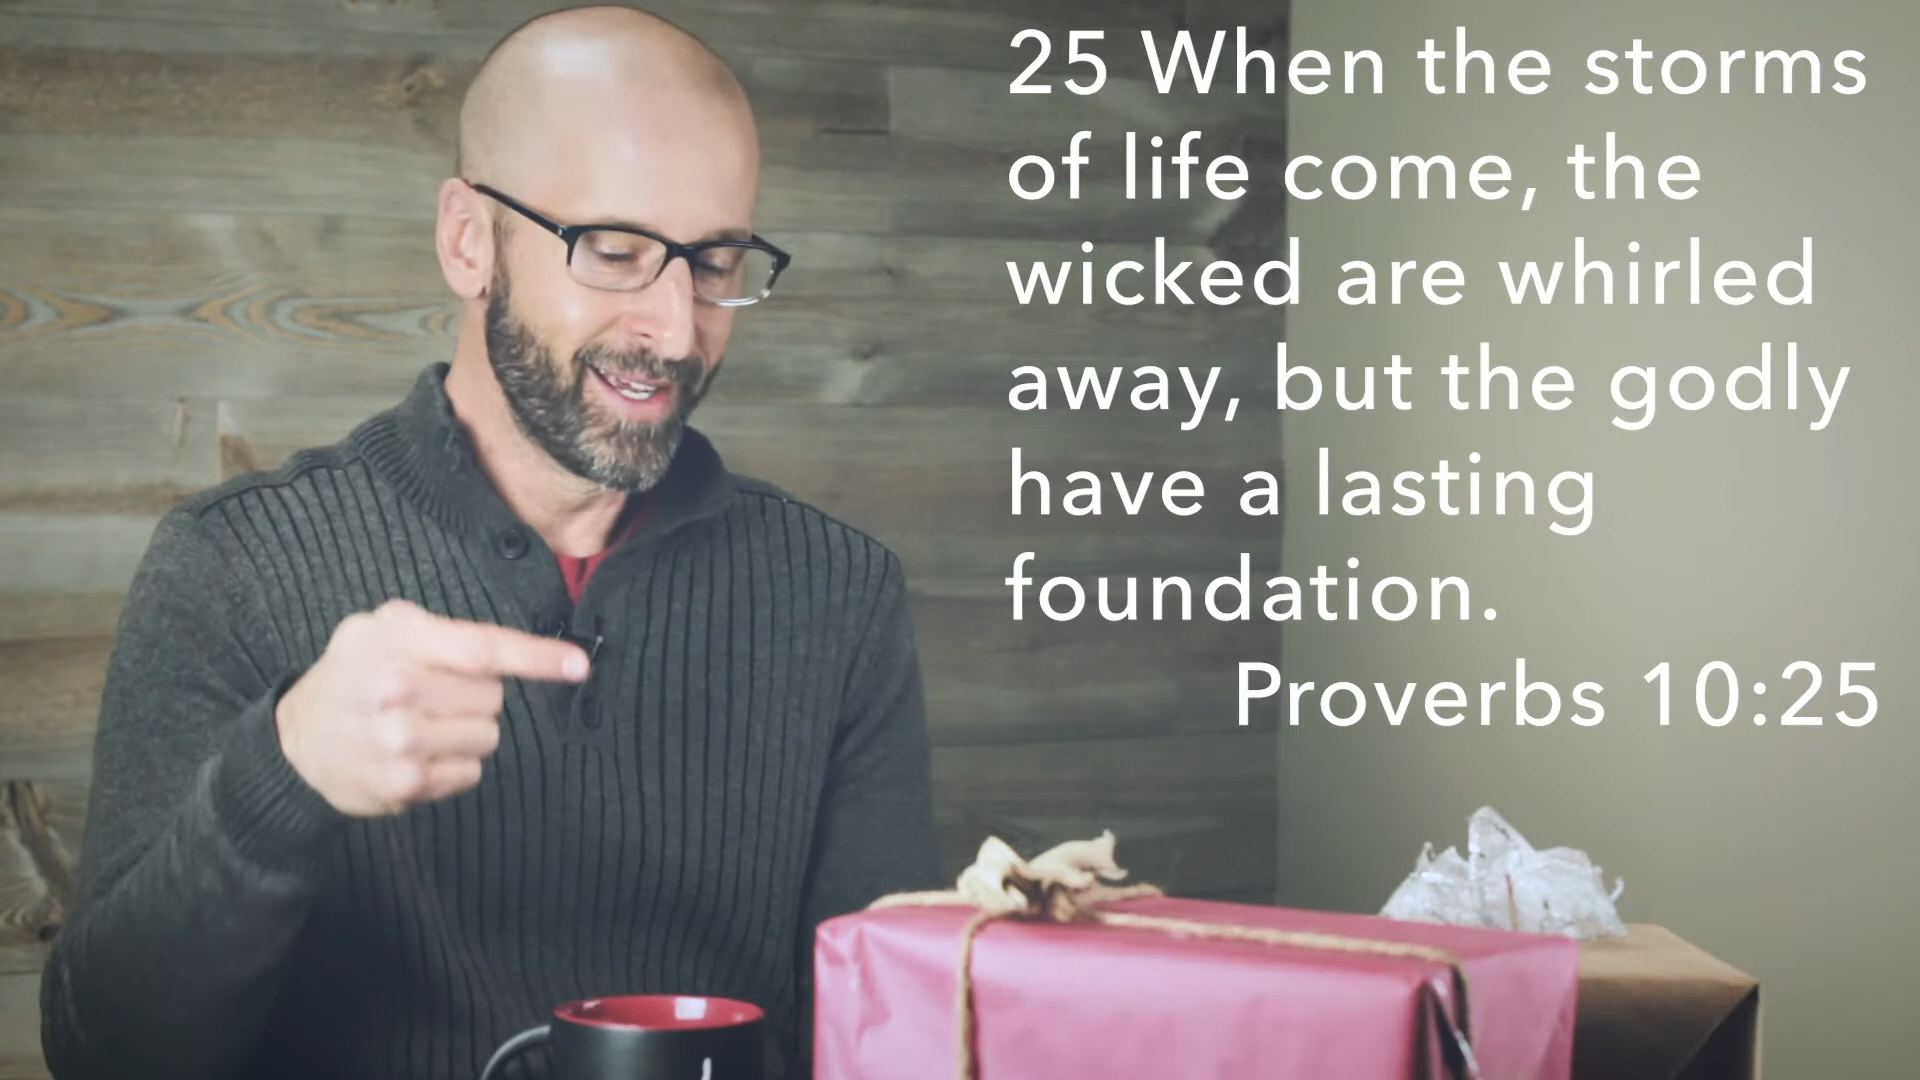 25 When the storms
of life come, the
wicked are whirled
away, but the godly
have a lasting
foundation.
Proverbs 10:25